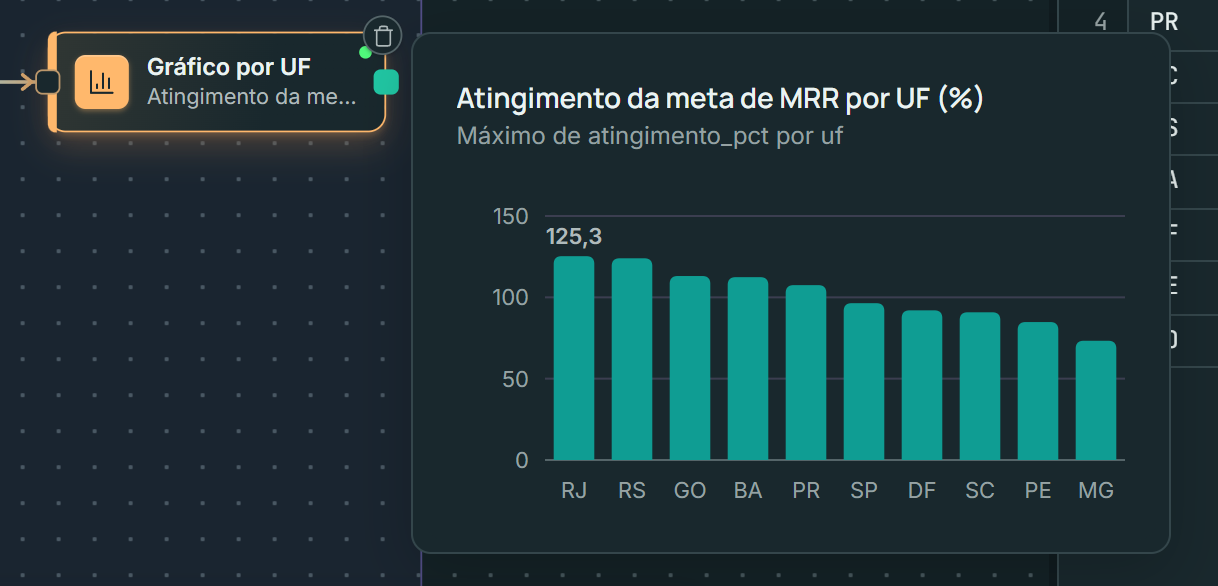 Gráfico por UF
Atingimento da me...
4 PR
Atingimento da meta de MRR por UF (%)
Máximo de atingimento_pct por uf
150
125,3
100
50
0
RJ RS GO BA PR SP DF SC PE MG